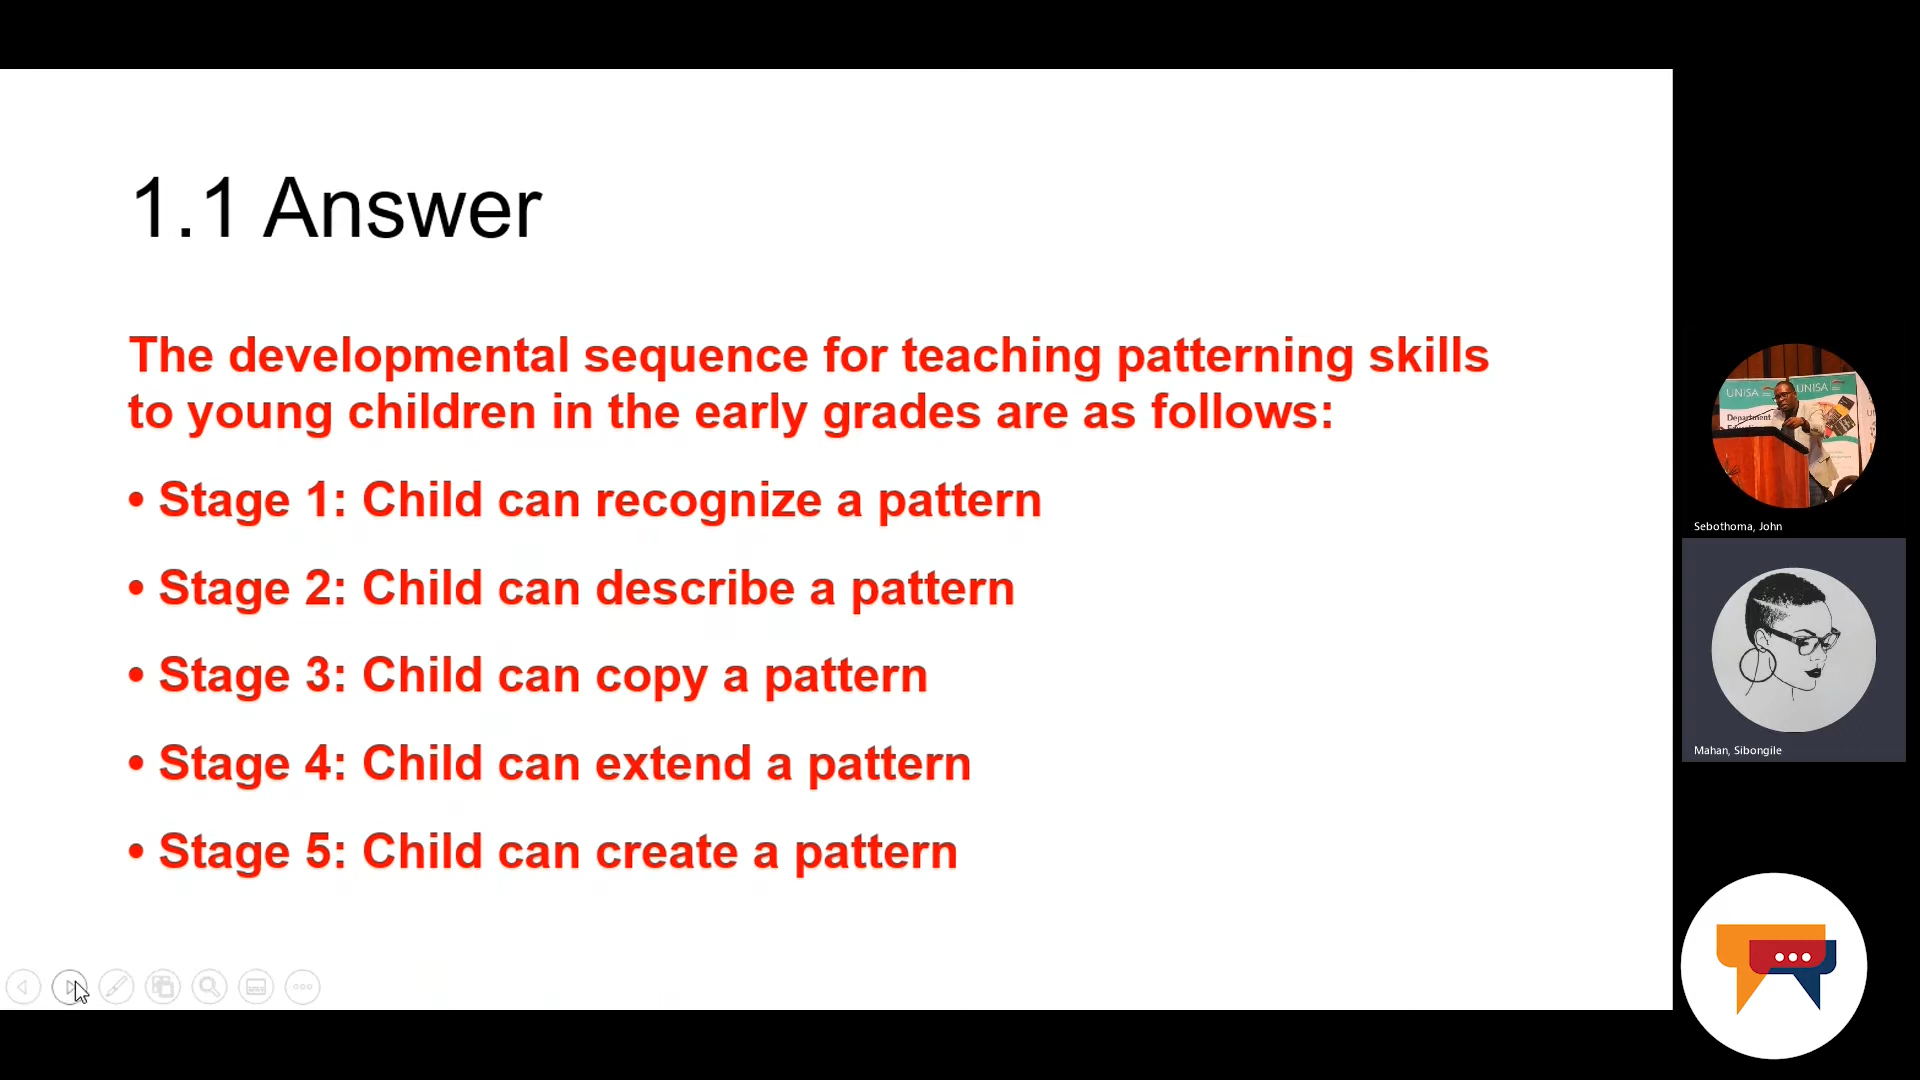 1.1 Answer
The developmental sequence for teaching patterning skills
to young children in the early grades are as follows:
• Stage 1: Child can recognize a pattern
• Stage 2: Child can describe a pattern
• Stage 3: Child can copy a pattern
• Stage 4: Child can extend a pattern
• Stage 5: Child can create a pattern
UNISA
UNISA
Department
Sebothoma, John
Mahan, Sibongile